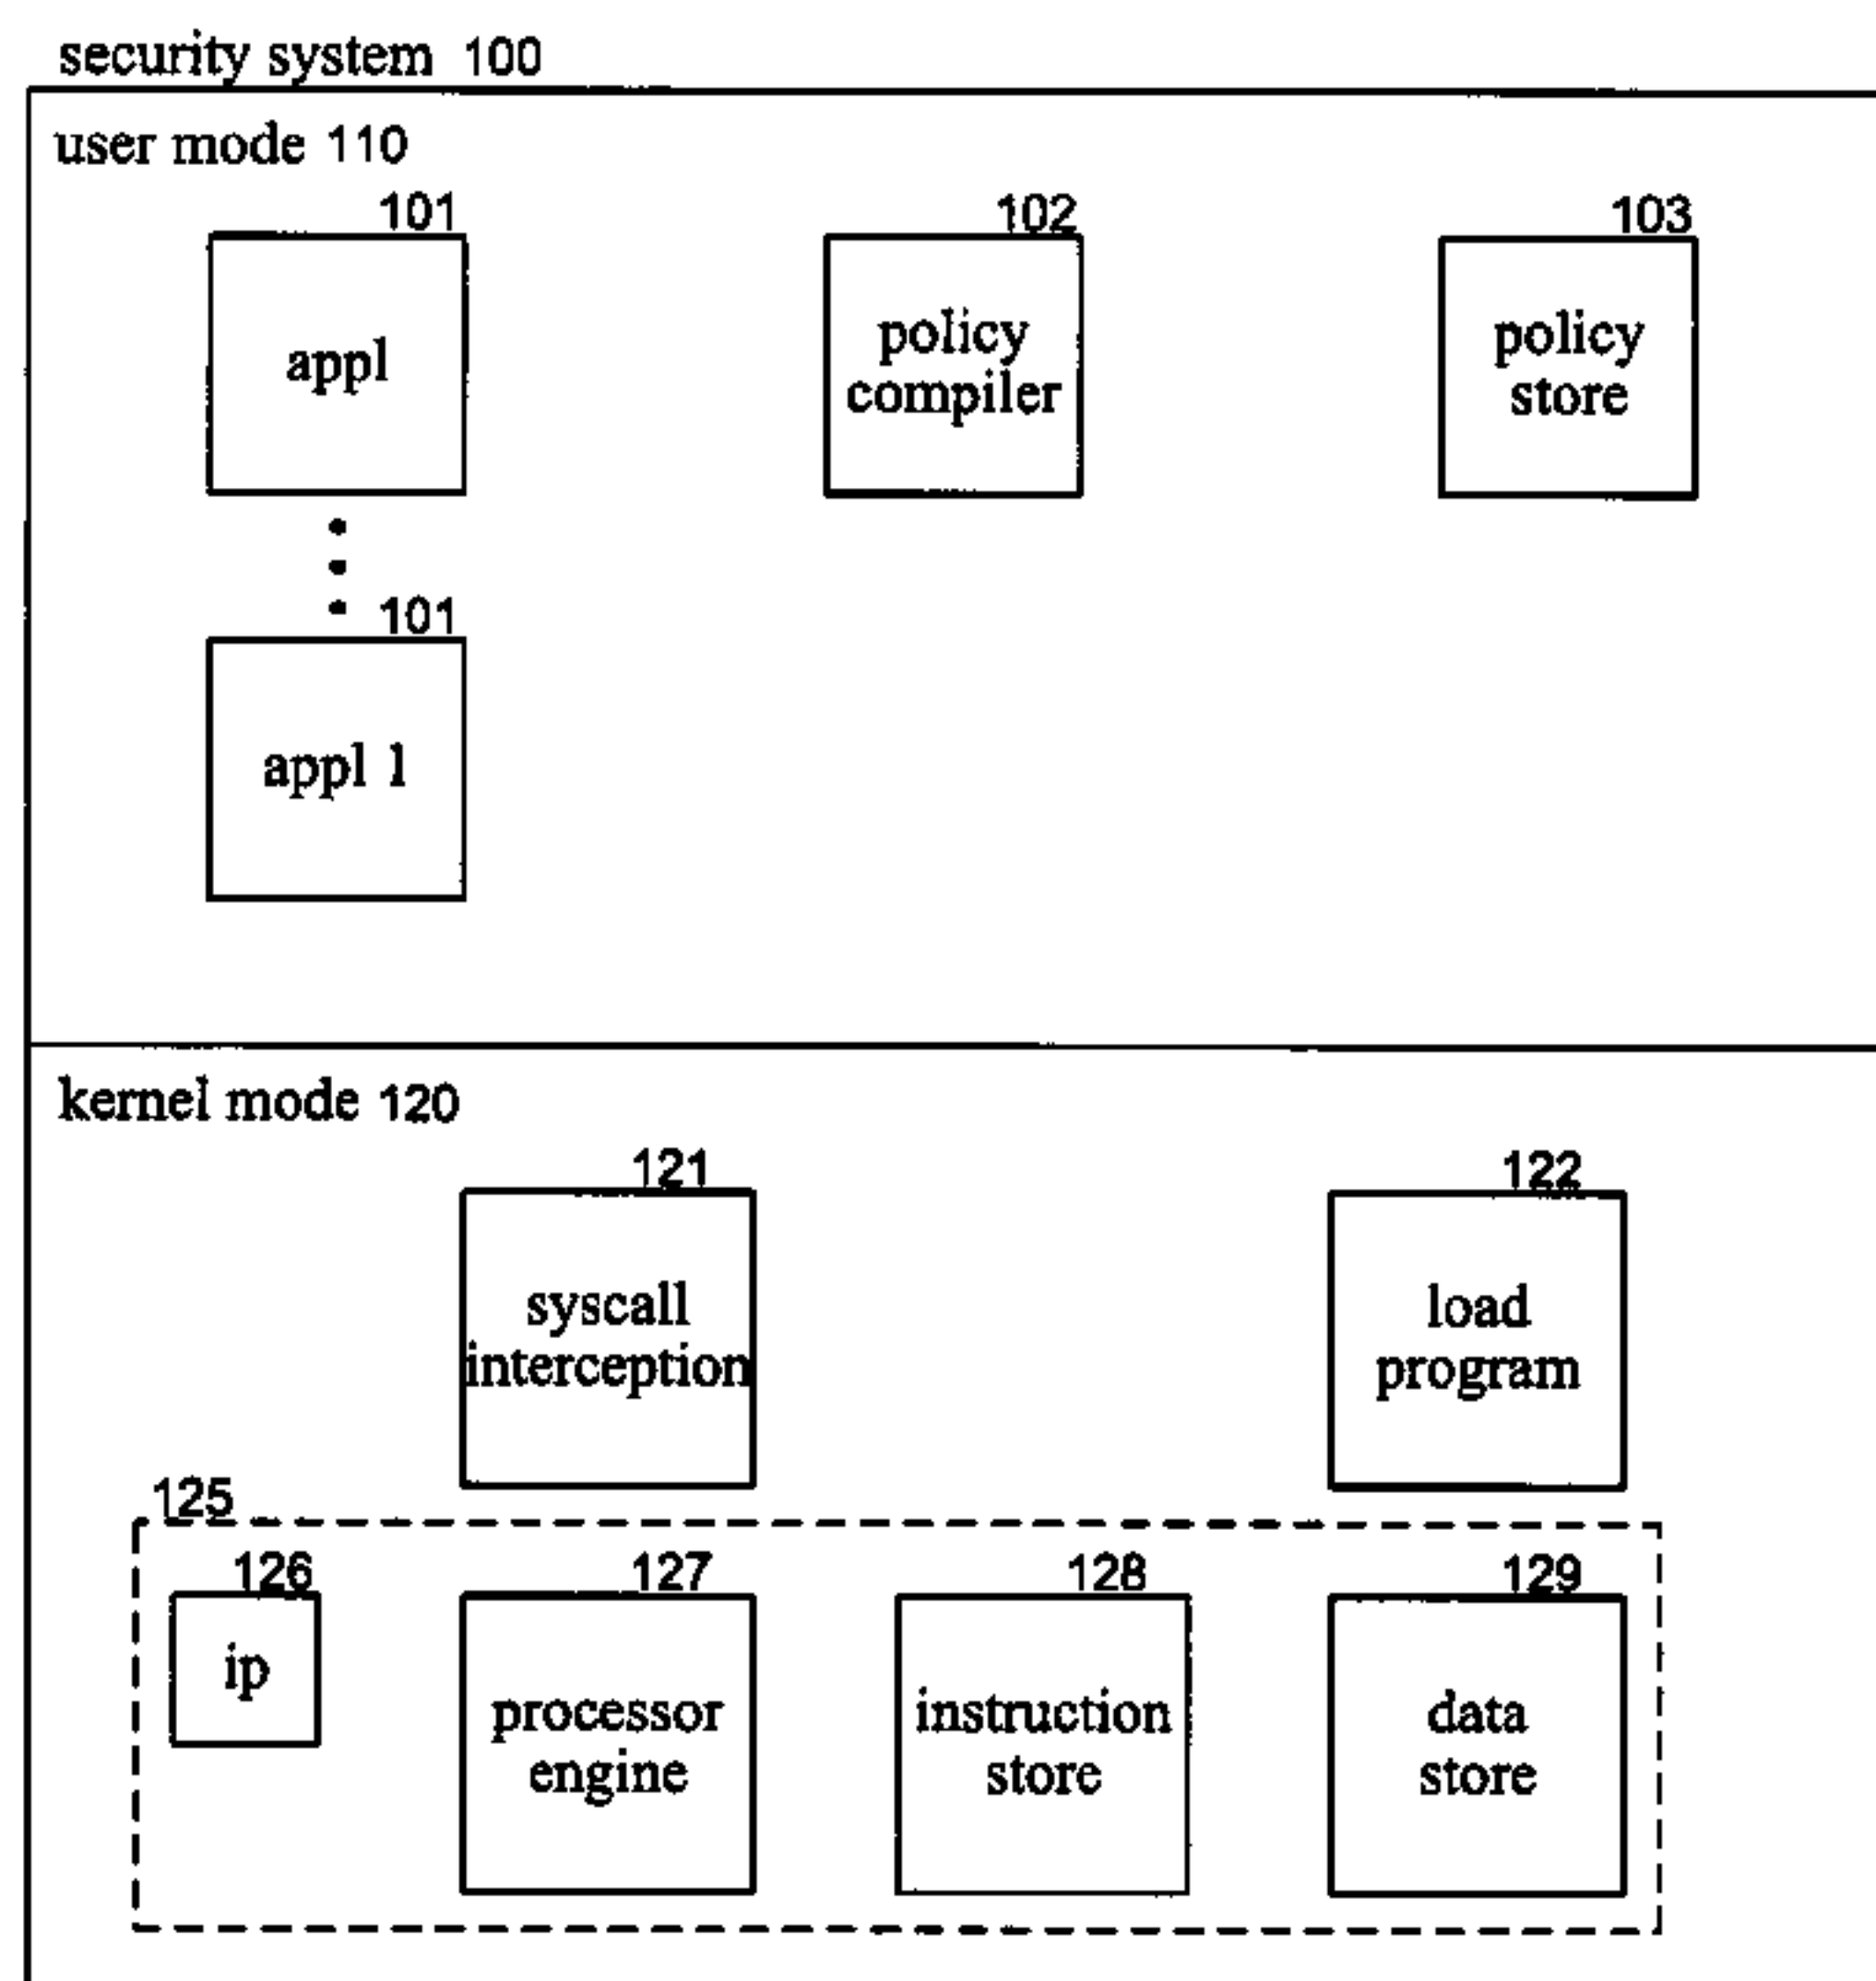 security system 100
user mode 110
101
102
103
appl
policy
compiler
policy
store
101
appl 1
kernel mode 120
121
122
syscall
interception
load
program
125
126
127
128
129
ip
processor
engine
instruction
store
data
store